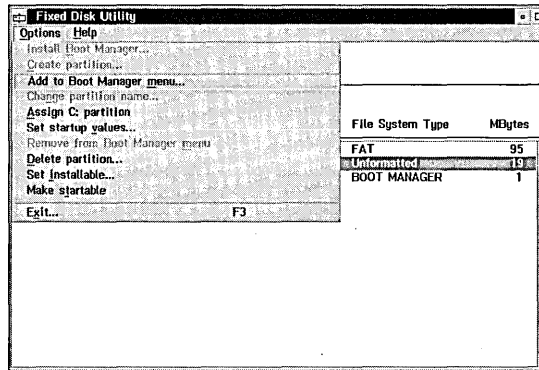 Fixed Disk Utility
Options Help
Install Boot Manager...
Create partition...
Add to Boot Manager menu...
Change partition name...
Assign C: partition
Set startup values...
Remove from Boot Manager menu
Delete partition...
Set installable...
Make startable
Exit... F3
File System Type MBytes
FAT 95
Unformatted 19
BOOT MANAGER 1